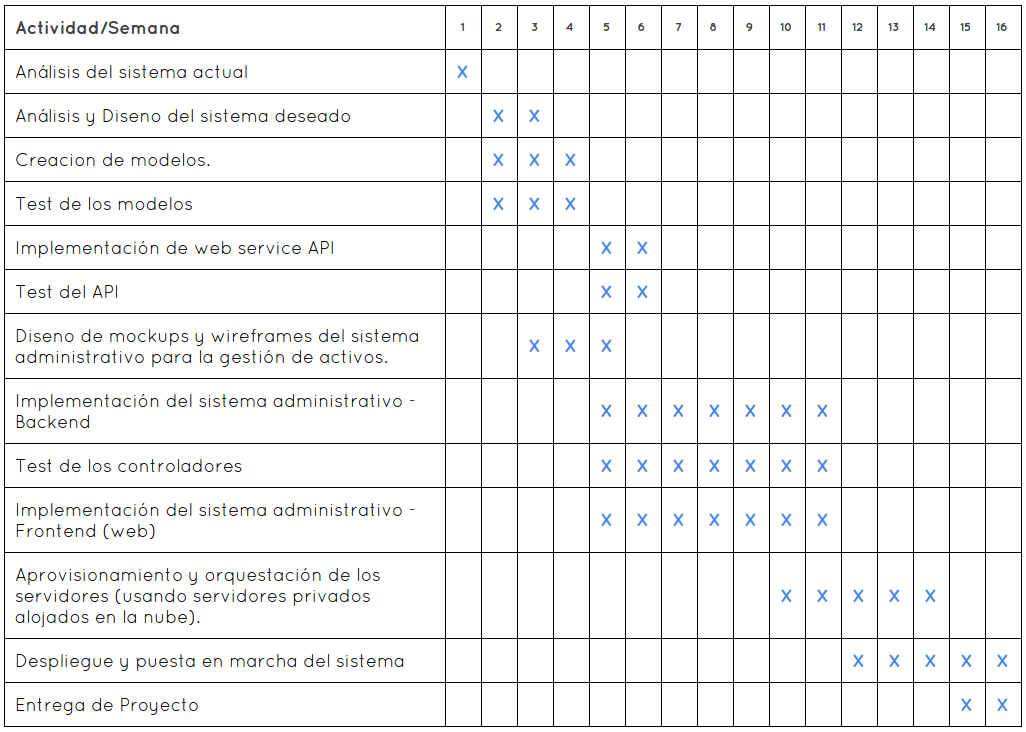 Actividad/Semana 1 2 3 4 5 6 7 8 9 10 11 12 13 14 15 16
Análisis del sistema actual X
Análisis y Diseno del sistema deseado X X
Creacion de modelos. X X X
Test de los modelos X X X
Implementación de web service API X X
Test del API X X
Diseno de mockups y wireframes del sistema
administrativo para la gestión de activos. X X X
Implementación del sistema administrativo -
Backend X X X X X X X
Test de los controladores X X X X X X X
Implementación del sistema administrativo -
Frontend (web) X X X X X X X
Aprovisionamiento y orquestación de los
servidores (usando servidores privados
alojados en la nube). X X X X X
Despliegue y puesta en marcha del sistema X X X X X
Entrega de Proyecto X X